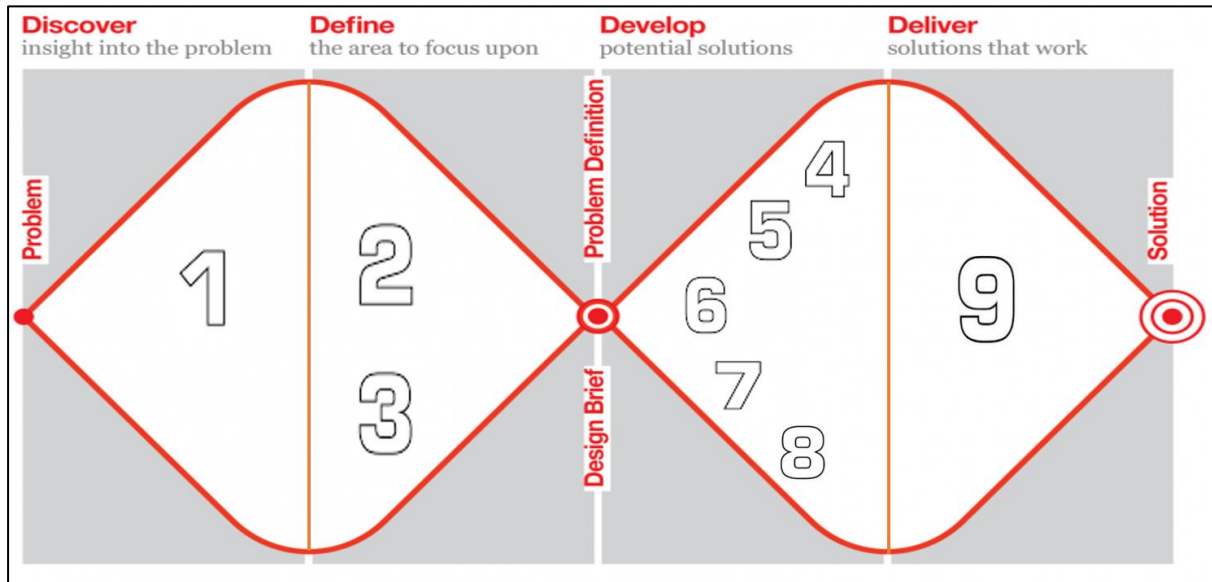 Discover
insight into the problem
Define
the area to focus upon
Develop
potential solutions
Deliver
solutions that work
Problem
1
2
3
Problem Definition
Design Brief
4
5
6
7
8
9
Solution